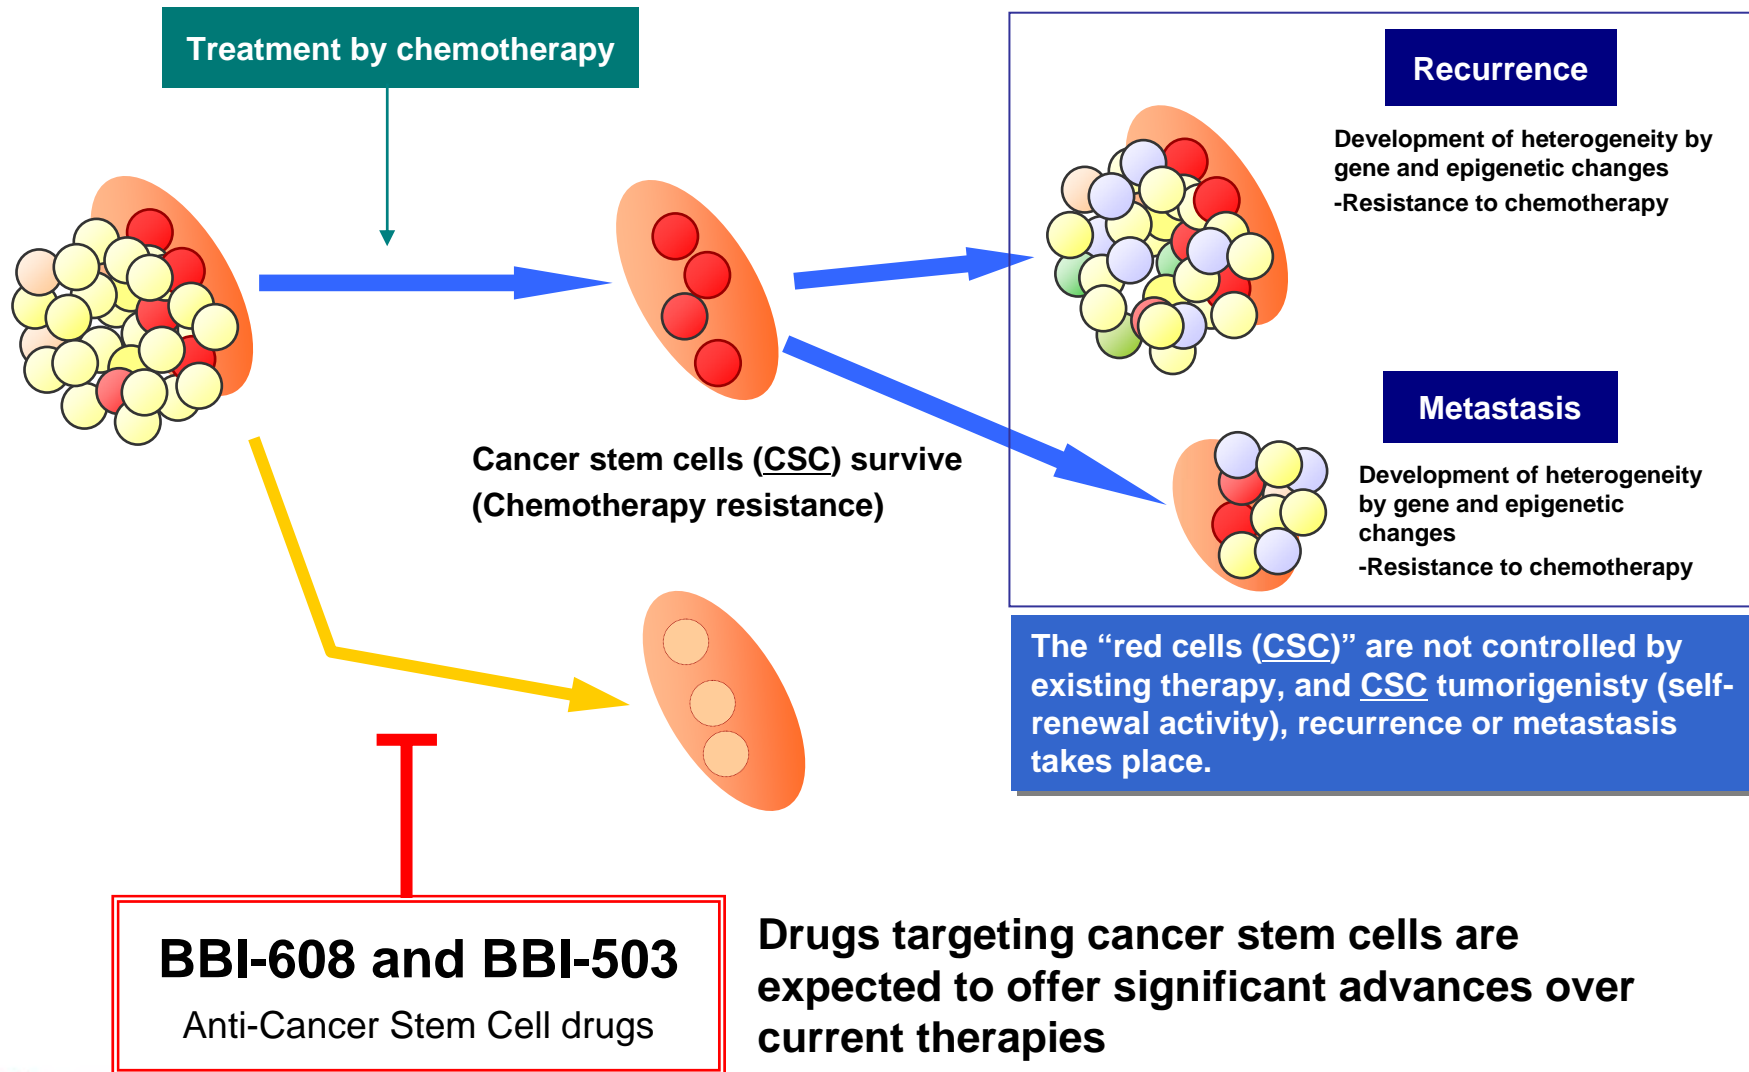 Treatment by chemotherapy
Recurrence
Development of heterogeneity by
gene and epigenetic changes
-Resistance to chemotherapy
Metastasis
Development of heterogeneity
by gene and epigenetic
changes
-Resistance to chemotherapy
Cancer stem cells (CSC) survive
(Chemotherapy resistance)
The “red cells (CSC)” are not controlled by
existing therapy, and CSC tumorigenisty (self-
renewal activity), recurrence or metastasis
takes place.
BBI-608 and BBI-503
Anti-Cancer Stem Cell drugs
Drugs targeting cancer stem cells are
expected to offer significant advances over
current therapies